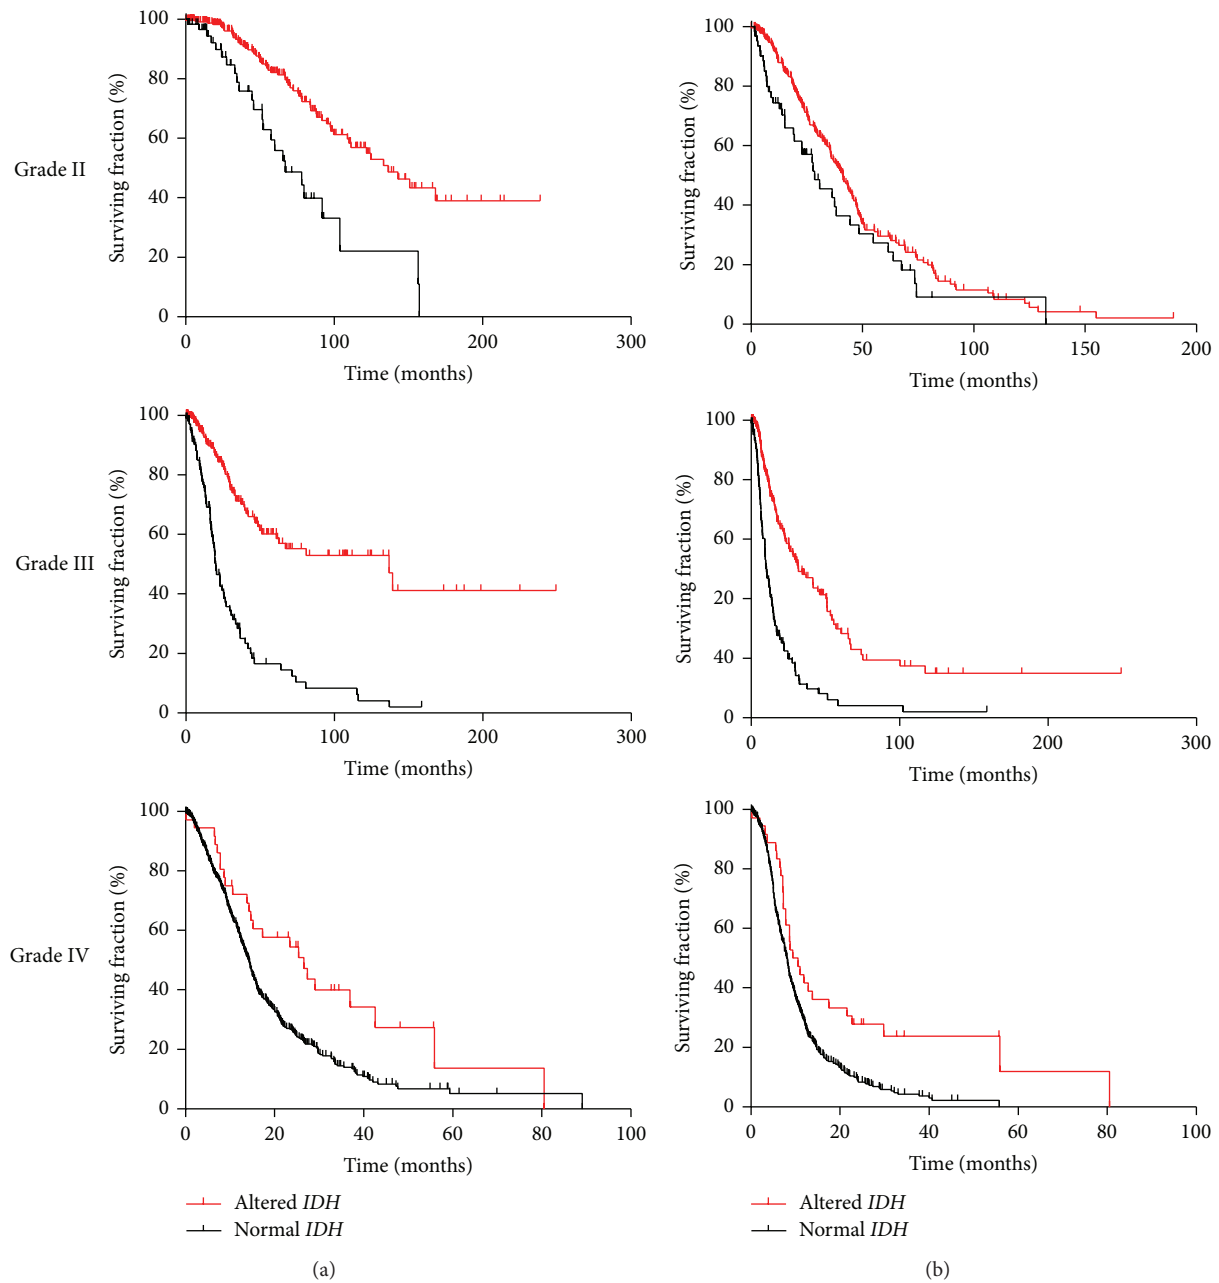 Grade II
Surviving fraction (%)
100
80
60
40
20
0
0 100 200 300
Time (months)
Surviving fraction (%)
100
80
60
40
20
0
0 50 100 150 200
Time (months)
Grade III
Surviving fraction (%)
100
80
60
40
20
0
0 100 200 300
Time (months)
Surviving fraction (%)
100
80
60
40
20
40
0
0 100 200 300
Time (months)
Grade IV
Surviving fraction (%)
100
80
60
40
20
0
0 20 40 60 80 100
Time (months)
Surviving fraction (%)
100
80
60
40
20
0
0 20 40 60 80 100
Time (months)
Altered IDH
Normal IDH
(a)
Altered IDH
Normal IDH
(b)